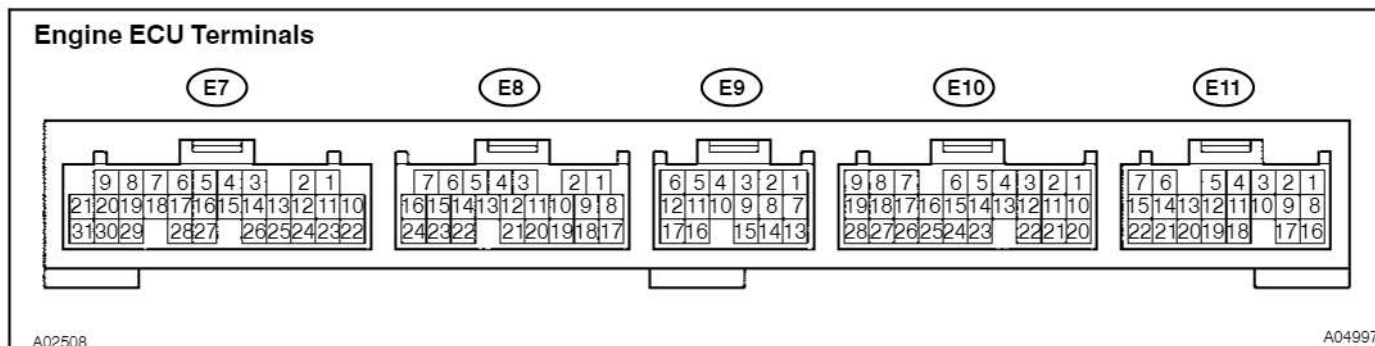 Engine ECU Terminals
E7 E8 E9 E10 E11
9 8 7 6 5 4 3 2 1 7 6 5 4 3 2 1 6 5 4 3 2 1 9 8 7 6 5 4 3 2 1 7 6 5 4 3 2 1
21 20 19 18 17 16 15 14 13 12 11 10 16 15 14 13 12 11 10 9 8 12 11 10 9 8 7 19 18 17 16 15 14 13 12 11 10 15 14 13 12 11 10 9 8
31 30 29 28 27 26 25 24 23 22 24 23 22 21 20 19 18 17 17 16 15 14 13 28 27 26 25 24 23 22 21 20 22 21 20 19 18 17 16
A02508 A04997